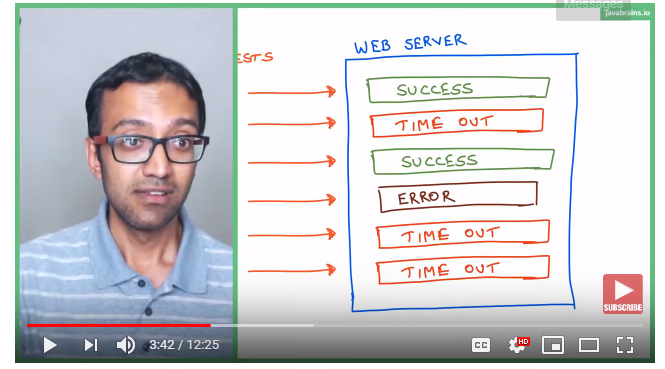 Messages
javabrains.io
WEB SERVER
ESTS
SUCCESS
TIME OUT
SUCCESS
ERROR
TIME OUT
TIME OUT
SUBSCRIBE
3:42 / 12:25
CC
HD